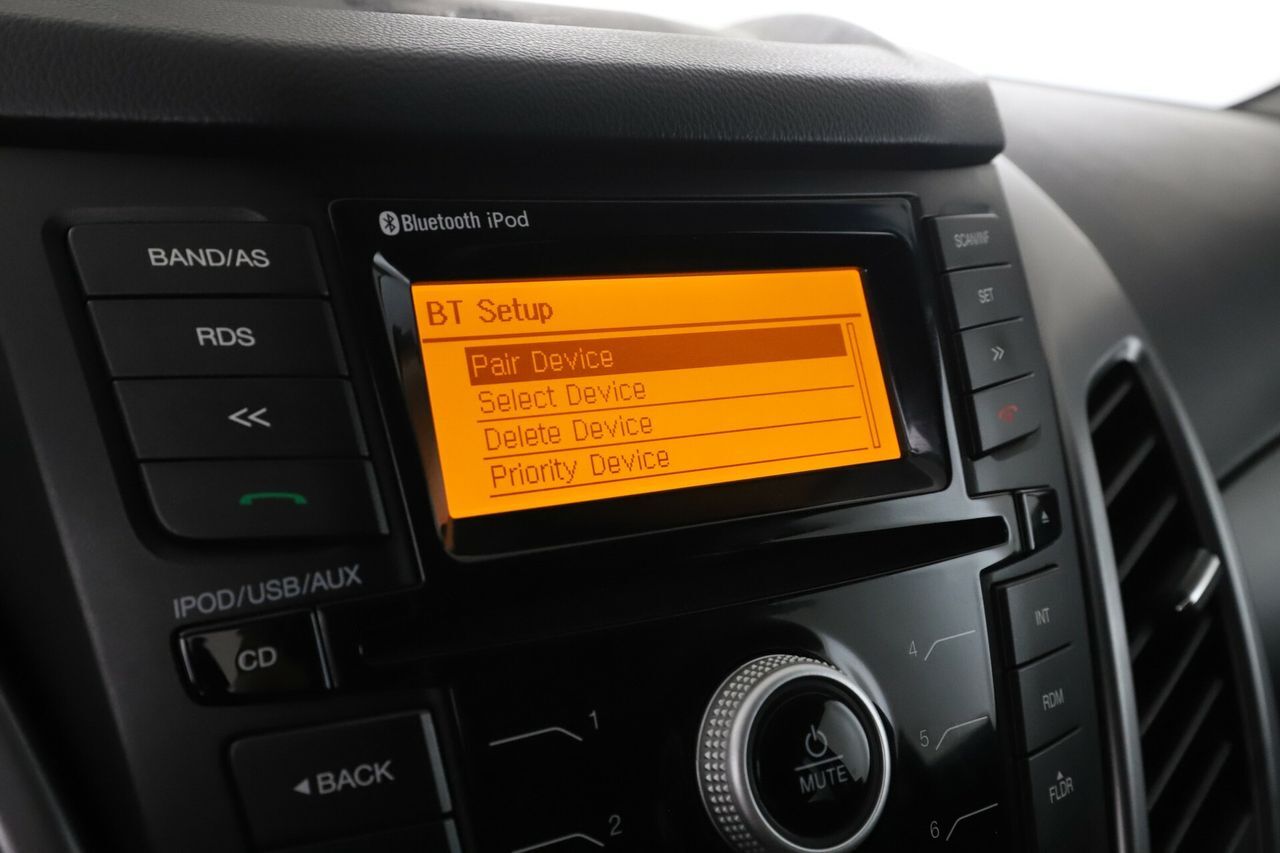 Bluetooth iPod
BAND/AS
RDS
IPOD/USB/AUX
CD
BACK
BT Setup
Pair Device
Select Device
Delete Device
Priority Device
SCAN/INF
SET
INT
RDM
FLDR
MUTE
1
2
4
5
6